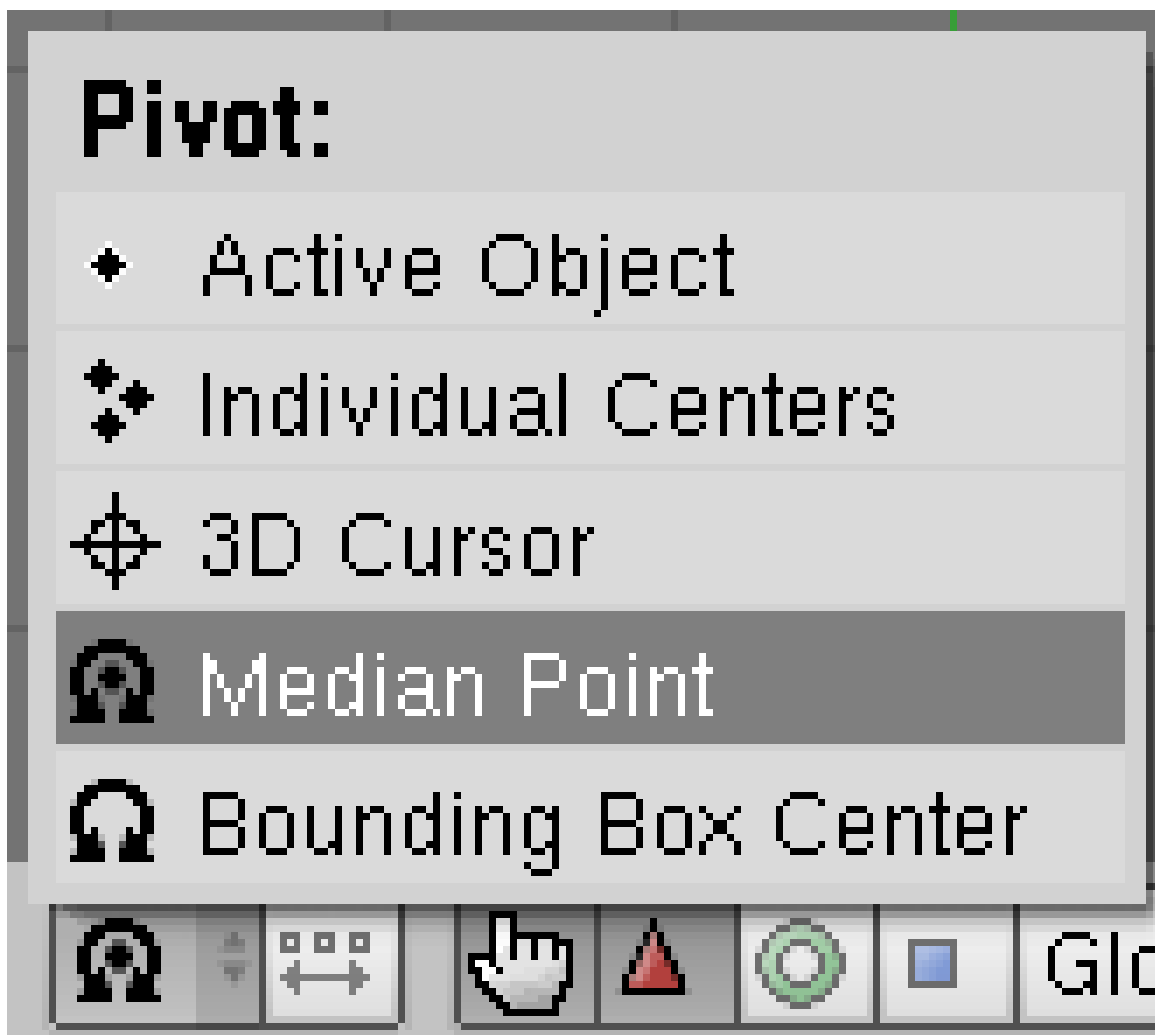 Pivot:
Active Object
Individual Centers
3D Cursor
Median Point
Bounding Box Center